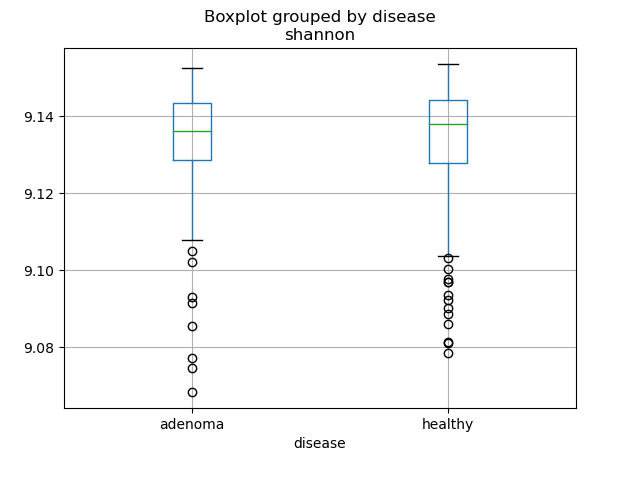 Boxplot grouped by disease
shannon
9.14
9.12
9.10
9.08
adenoma healthy
disease